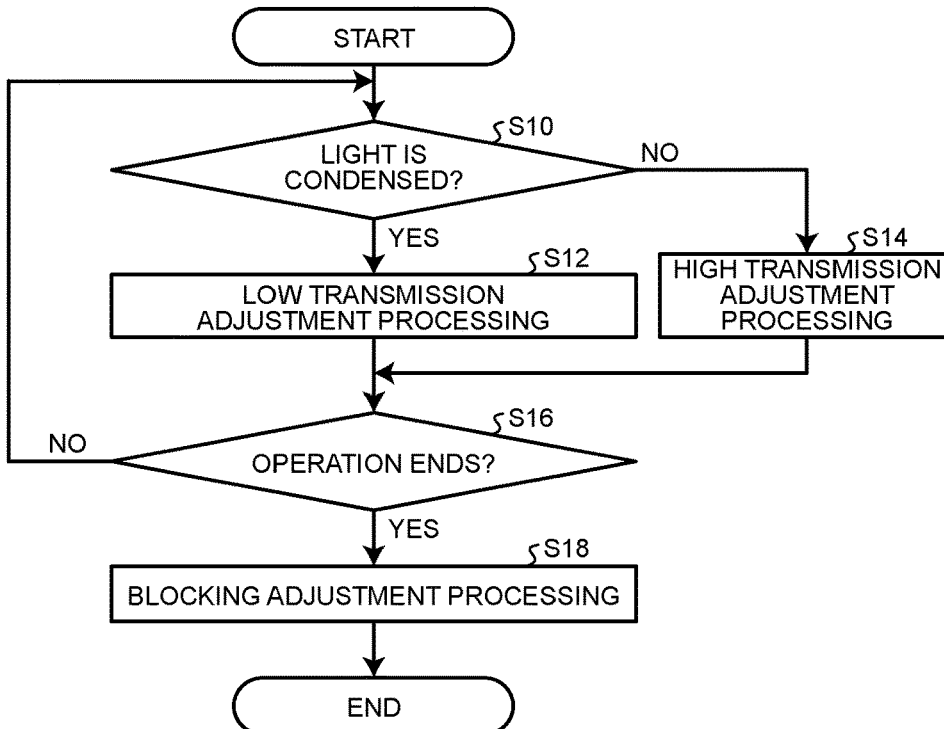 START
S10
LIGHT IS
CONDENSED?
NO
YES
S12
LOW TRANSMISSION
ADJUSTMENT PROCESSING
S14
HIGH TRANSMISSION
ADJUSTMENT
PROCESSING
S16
NO
OPERATION ENDS?
YES
S18
BLOCKING ADJUSTMENT PROCESSING
END